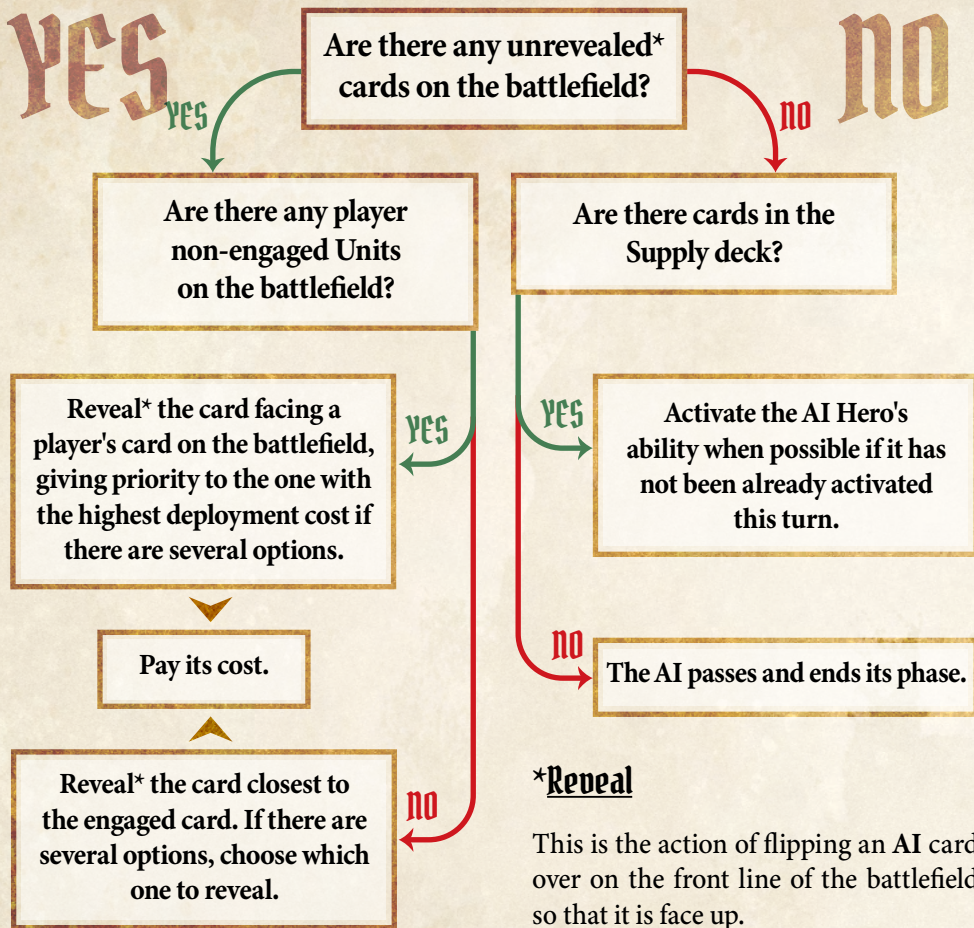 YES
NO
Are there any unrevealed*
cards on the battlefield?
YES
NO
Are there any player
non-engaged Units
on the battlefield?
Are there cards in the
Supply deck?
Reveal* the card facing a
player's card on the battlefield,
giving priority to the one with
the highest deployment cost if
there are several options.
YES
YES
Activate the AI Hero's
ability when possible if it has
not been already activated
this turn.
Pay its cost.
NO
The AI passes and ends its phase.
Reveal* the card closest to
the engaged card. If there are
several options, choose which
one to reveal.
NO
*Reveal
This is the action of flipping an AI card
over on the front line of the battlefield
so that it is face up.